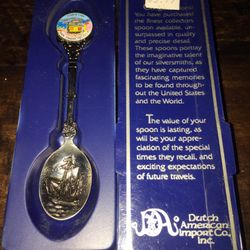 You have purchased
the finest collectors
spoon available, un-
surpassed in quality
and precise detail.
These spoons portray
the imaginative talent
of our silversmiths, as
they have captured
fascinating memories
to be found through-
out the United States
and the World.
The value of your
spoon is lasting, as
will be your appre-
ciation of the special
times they recall, and
exciting expectations
of future travels.
Dutch
American
Import Co.,
Inc.